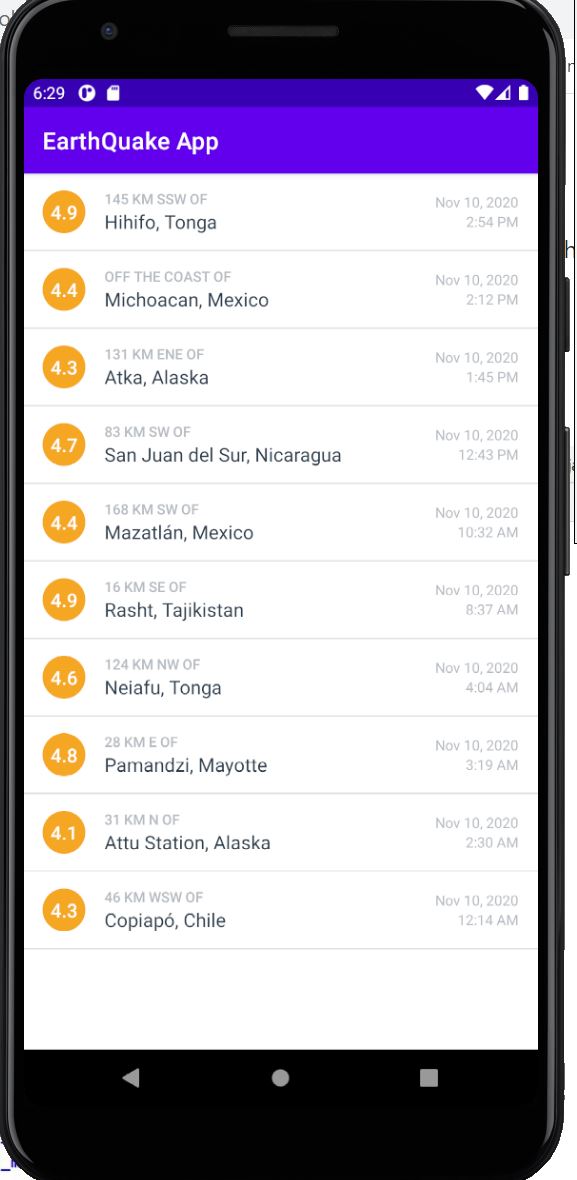 6:29
EarthQuake App
4.9
145 KM SSW OF
Hihifo, Tonga
Nov 10, 2020
2:54 PM
4.4
OFF THE COAST OF
Michoacan, Mexico
Nov 10, 2020
2:12 PM
4.3
131 KM ENE OF
Atka, Alaska
Nov 10, 2020
1:45 PM
4.7
83 KM SW OF
San Juan del Sur, Nicaragua
Nov 10, 2020
12:43 PM
4.4
168 KM SW OF
Mazatlán, Mexico
Nov 10, 2020
10:32 AM
4.9
16 KM SE OF
Rasht, Tajikistan
Nov 10, 2020
8:37 AM
4.6
124 KM NW OF
Neiafu, Tonga
Nov 10, 2020
4:04 AM
4.8
28 KM E OF
Pamandzi, Mayotte
Nov 10, 2020
3:19 AM
4.1
31 KM N OF
Attu Station, Alaska
Nov 10, 2020
2:30 AM
4.3
46 KM WSW OF
Copiapó, Chile
Nov 10, 2020
12:14 AM